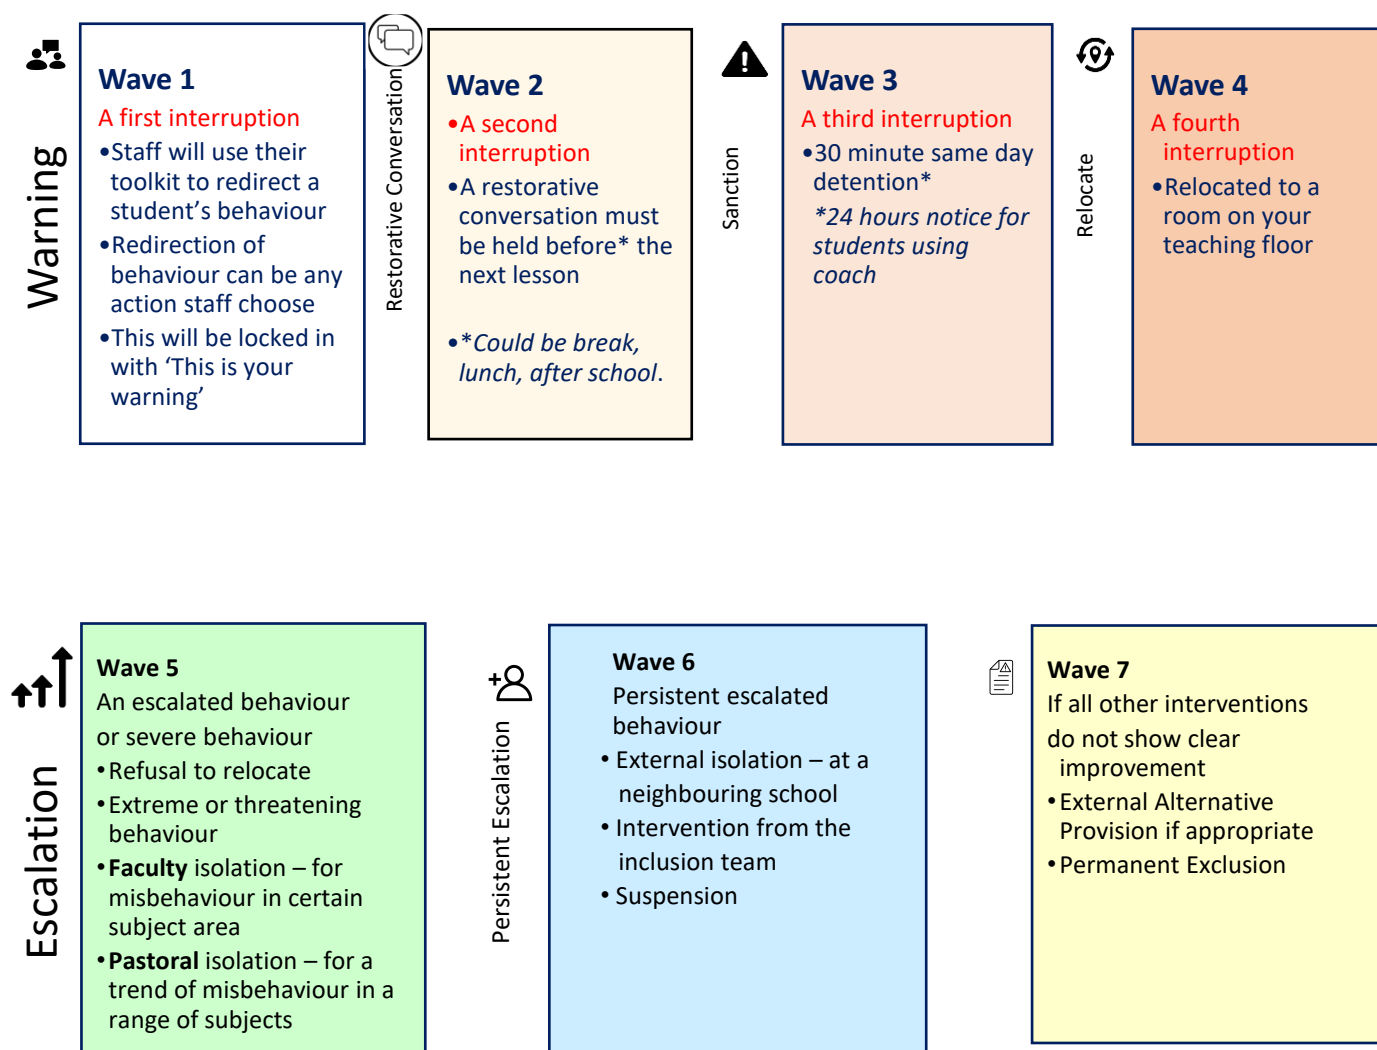 Warning
Wave 1
A first interruption
•Staff will use their
toolkit to redirect a
student’s behaviour
•Redirection of
behaviour can be any
action staff choose
•This will be locked in
with ‘This is your
warning’
Restorative Conversation
Wave 2
•A second
interruption
•A restorative
conversation must
be held before* the
next lesson
•*Could be break,
lunch, after school.
Sanction
Wave 3
A third interruption
•30 minute same day
detention*
*24 hours notice for
students using
coach
Relocate
Wave 4
A fourth
interruption
•Relocated to a
room on your
teaching floor
Escalation
Wave 5
An escalated behaviour
or severe behaviour
•Refusal to relocate
•Extreme or threatening
behaviour
•Faculty isolation – for
misbehaviour in certain
subject area
•Pastoral isolation – for a
trend of misbehaviour in a
range of subjects
Persistent Escalation
Wave 6
Persistent escalated
behaviour
• External isolation – at a
neighbouring school
• Intervention from the
inclusion team
• Suspension
Wave 7
If all other interventions
do not show clear
improvement
•External Alternative
Provision if appropriate
•Permanent Exclusion